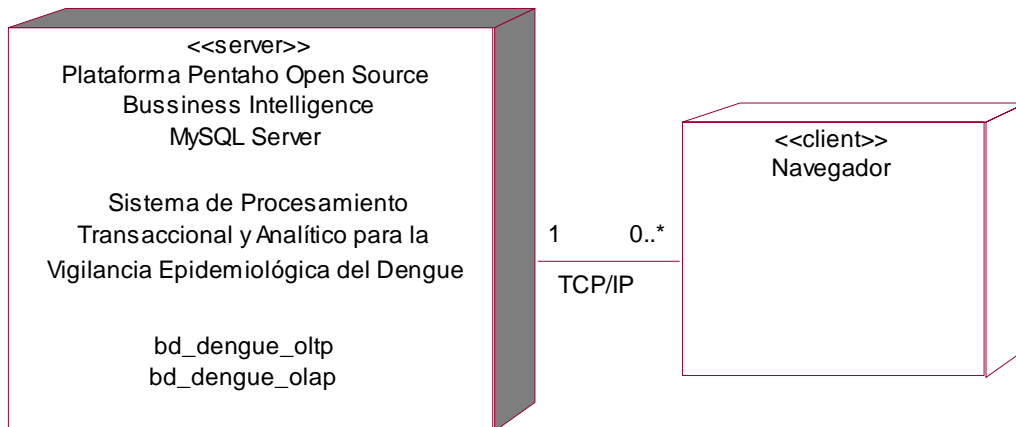 <<server>>
Plataforma Pentaho Open Source
Bussiness Intelligence
MySQL Server
Sistema de Procesamiento
Transaccional y Analítico para la
Vigilancia Epidemiológica del Dengue
bd_dengue_oltp
bd_dengue_olap
1
0..*
TCP/IP
<<client>>
Navegador